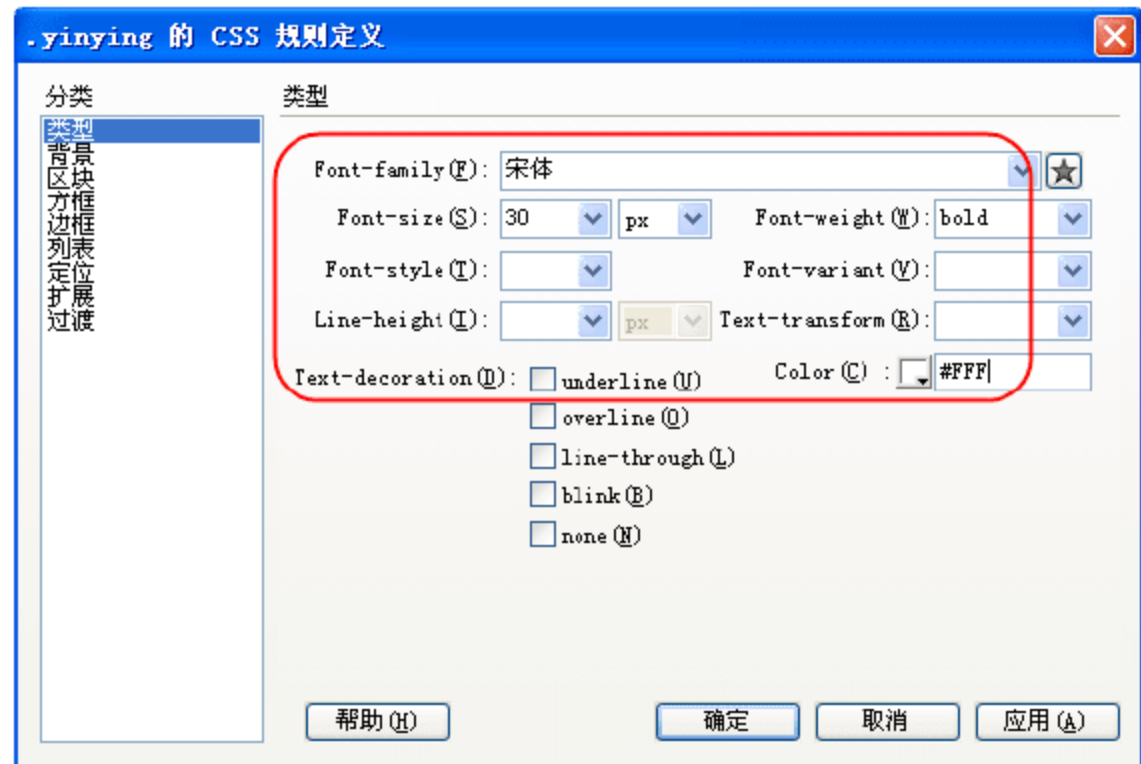 .yinying 的 CSS 规则定义
分类
类型
背景
区块
方框
边框
列表
定位
扩展
过渡
类型
Font-family(F): 宋体
Font-size(S): 30 px Font-weight(W): bold
Font-style(T): Font-variant(V):
Line-height(I): px Text-transform(R):
Text-decoration(D): underline(U) Color(C) : #FFF
overline(O)
line-through(L)
blink(B)
none(N)
帮助(H) 确定 取消 应用(A)